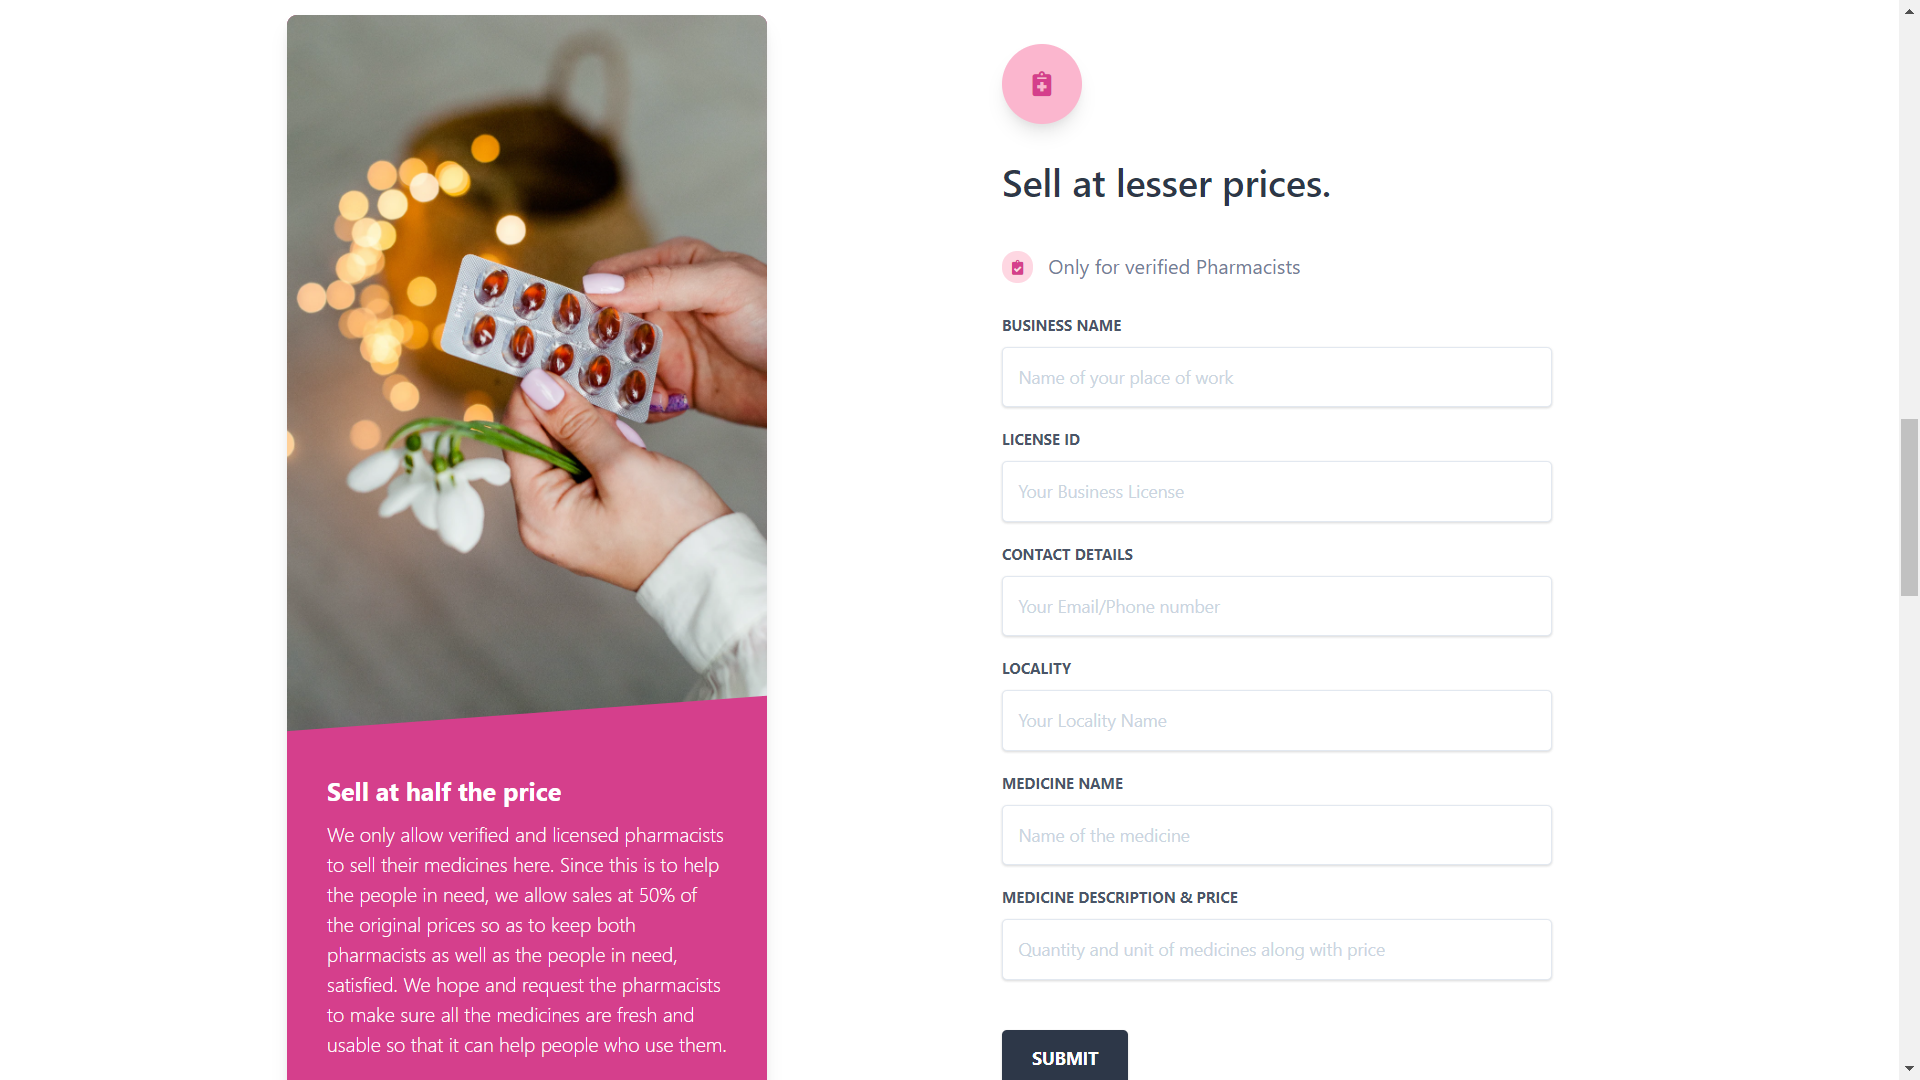 Sell at half the price
We only allow verified and licensed pharmacists
to sell their medicines here. Since this is to help
the people in need, we allow sales at 50% of
the original prices so as to keep both
pharmacists as well as the people in need,
satisfied. We hope and request the pharmacists
to make sure all the medicines are fresh and
usable so that it can help people who use them.
Sell at lesser prices.
Only for verified Pharmacists
BUSINESS NAME
Name of your place of work
LICENSE ID
Your Business License
CONTACT DETAILS
Your Email/Phone number
LOCALITY
Your Locality Name
MEDICINE NAME
Name of the medicine
MEDICINE DESCRIPTION & PRICE
Quantity and unit of medicines along with price
SUBMIT